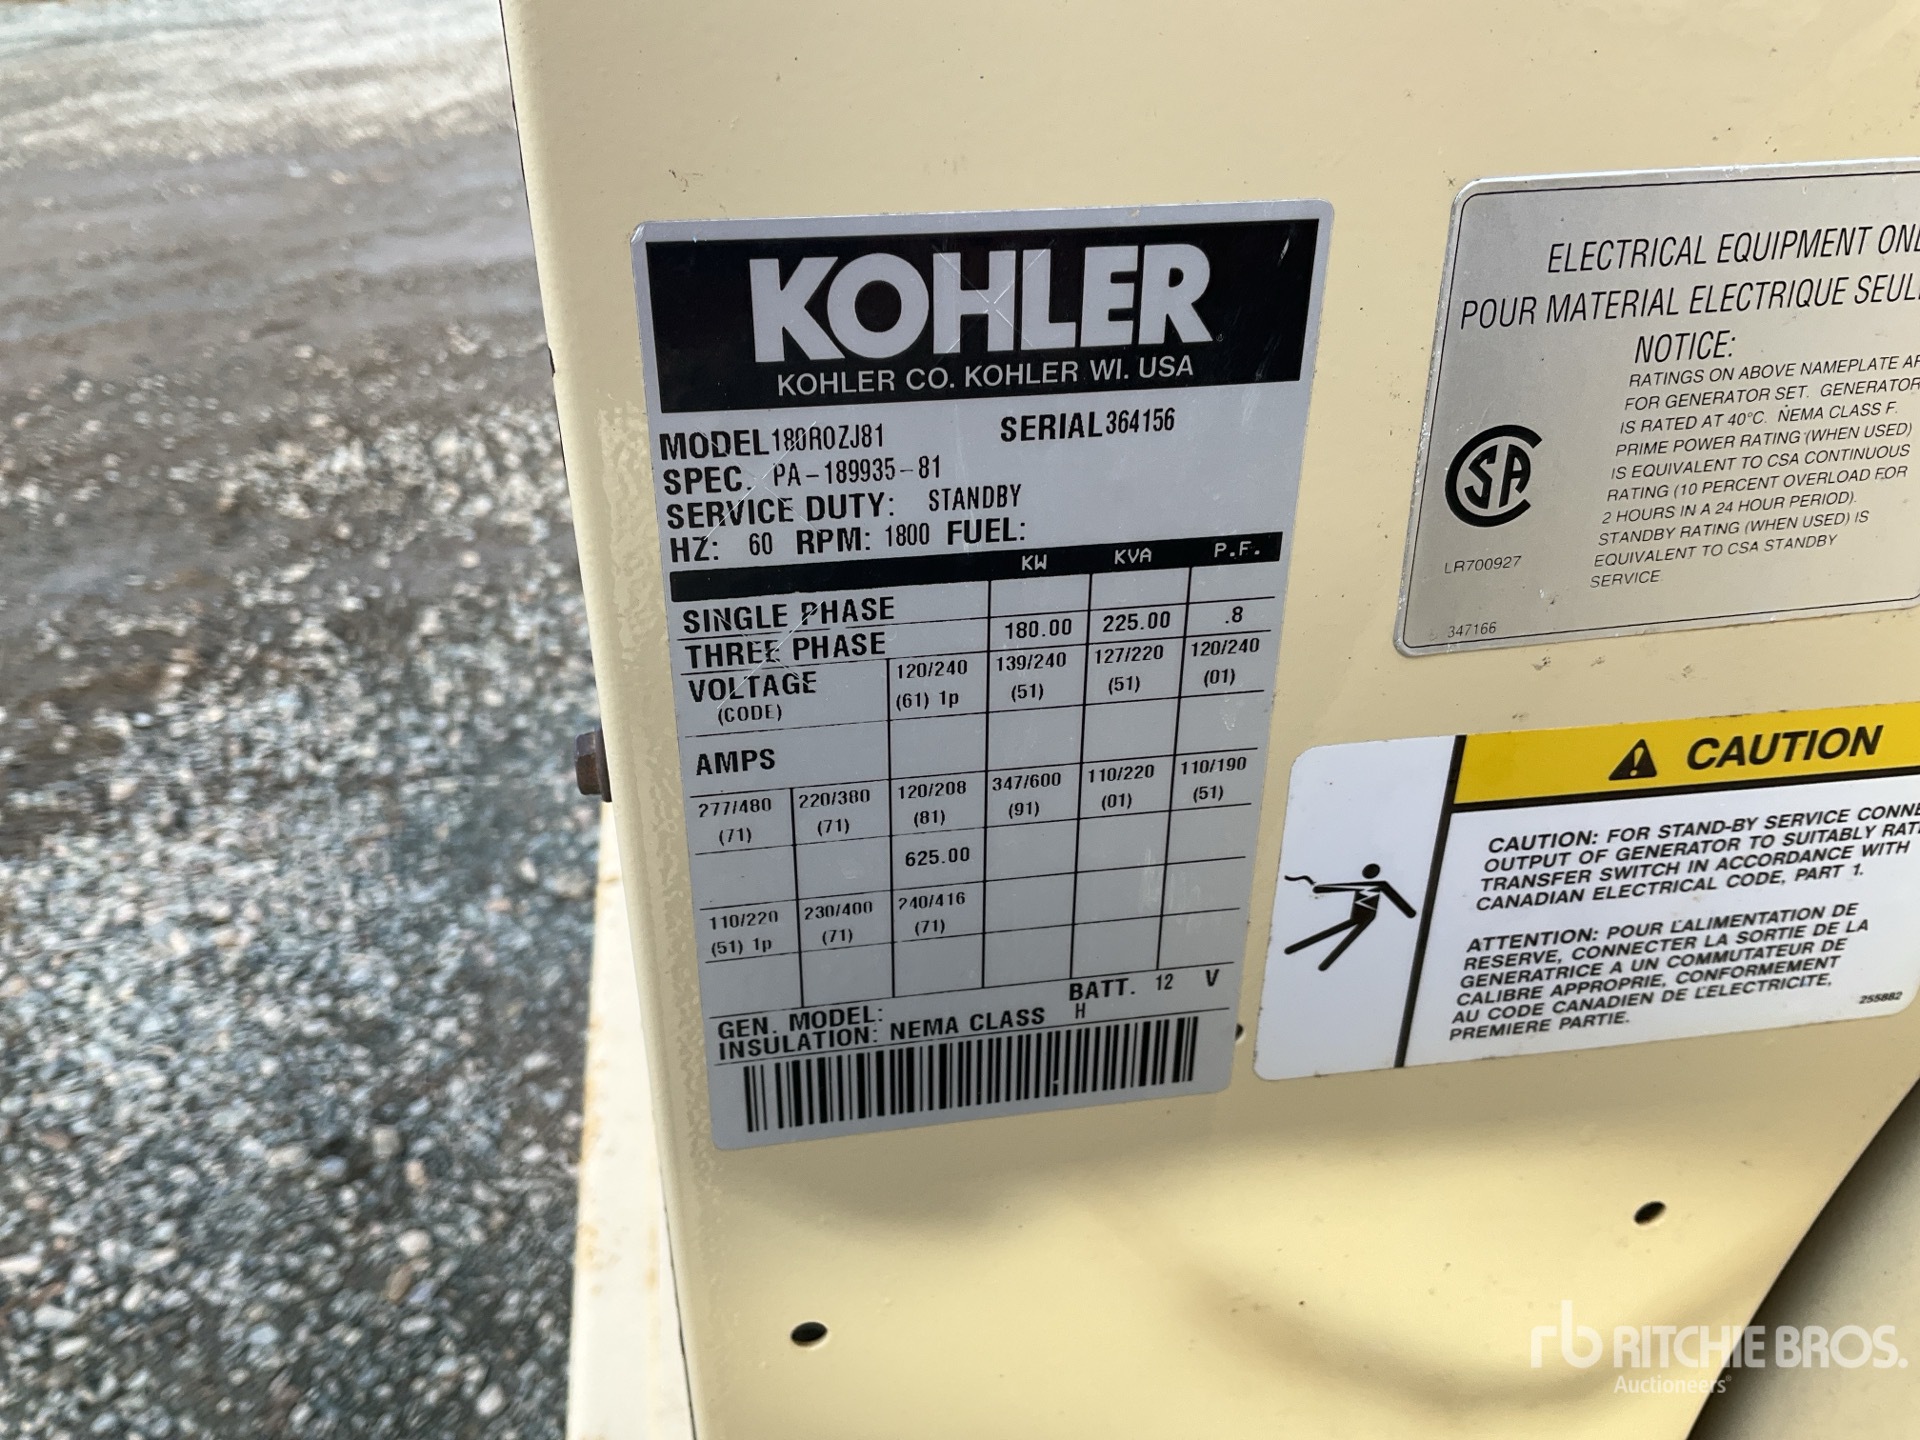 KOHLER
KOHLER CO. KOHLER WI. USA
MODEL 180ROZJ81 SERIAL 364156
SPEC. PA-189935-81
SERVICE DUTY: STANDBY
HZ: 60 RPM: 1800 FUEL:
KW KVA P.F.
SINGLE PHASE
THREE PHASE 180.00 225.00 .8
VOLTAGE 120/240 139/240 127/220 120/240
(CODE) (61) 1p (51) (51) (01)
AMPS
277/480 220/380 120/208 347/600 110/220 110/190
(71) (71) (81) (91) (01) (51)
625.00
110/220 230/400 240/416
(51) 1p (71) (71)
BATT. 12 V
GEN. MODEL:
INSULATION: NEMA CLASS H
ELECTRICAL EQUIPMENT
POUR MATERIAL ELECTRIQUE
NOTICE:
RATINGS ON ABOVE NAMEPLATE
FOR GENERATOR SET. GENERATOR
IS RATED AT 40°C. NEMA CLASS F.
PRIME POWER RATING (WHEN USED)
IS EQUIVALENT TO CSA CONTINUOUS
RATING (10 PERCENT OVERLOAD FOR
2 HOURS IN A 24 HOUR PERIOD).
STANDBY RATING (WHEN USED) IS
EQUIVALENT TO CSA STANDBY
SERVICE
SA
LR700927
347166
CAUTION
CAUTION: FOR STAND-BY SERVICE
OUTPUT OF GENERATOR TO SUITABLY
TRANSFER SWITCH IN ACCORDANCE WITH
CANADIAN ELECTRICAL CODE, PART 1.
ATTENTION: POUR L'ALIMENTATION DE
RESERVE, CONNECTER LA SORTIE DE LA
GENERATRICE A UN COMMUTATEUR DE
CALIBRE APPROPRIE, CONFORMEMENT
AU CODE CANADIEN DE L'ELECTRICITE,
PREMIERE PARTIE.
255882
rb RITCHIE BROS.
Auctioneers